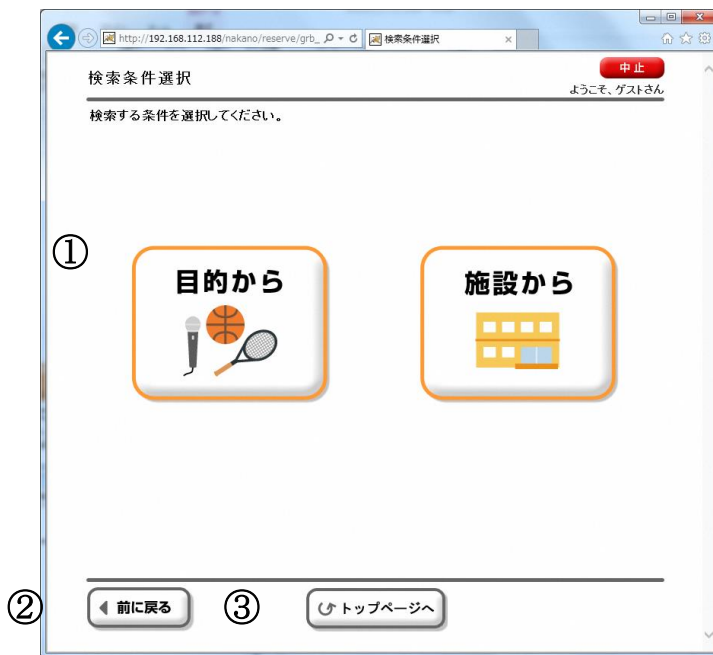 http://192.168.112.188/nakano/reserve/grb_
検索条件選択
検索条件選択
中止
ようこそ、ゲストさん
検索する条件を選択してください。
①
目的から
施設から
②
前に戻る
③
トップページへ